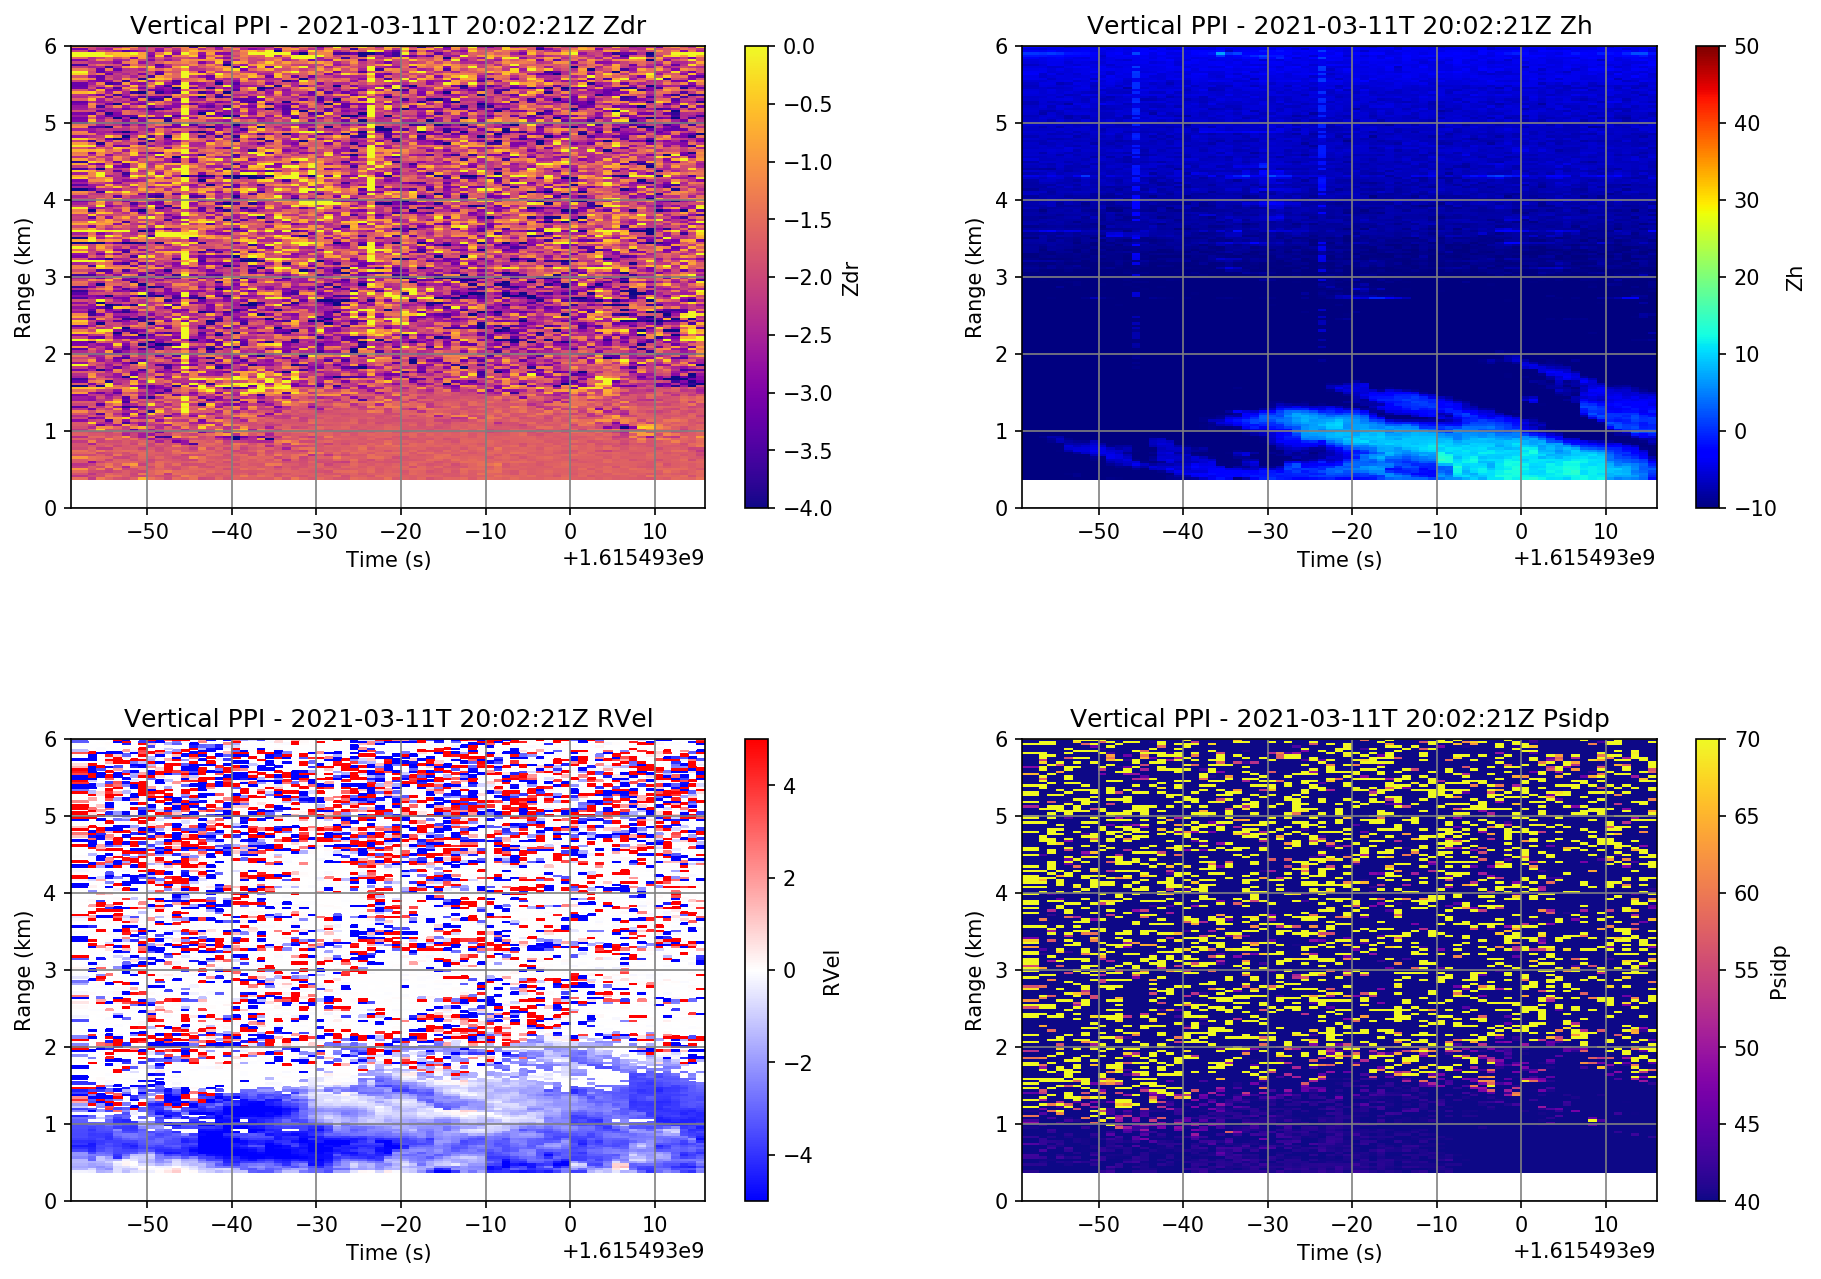 Vertical PPI - 2021-03-11T 20:02:21Z Zdr
6
5
4
3
2
1
0
Range (km)
−50 −40 −30 −20 −10 0 10
Time (s)
+1.615493e9
0.0
−0.5
−1.0
−1.5
−2.0
−2.5
−3.0
−3.5
−4.0
Zdr
Vertical PPI - 2021-03-11T 20:02:21Z Zh
6
5
4
3
2
1
0
Range (km)
−50 −40 −30 −20 −10 0 10
Time (s)
+1.615493e9
50
40
30
20
10
0
−10
Zh
Vertical PPI - 2021-03-11T 20:02:21Z RVel
6
5
4
3
2
1
0
Range (km)
−50 −40 −30 −20 −10 0 10
Time (s)
+1.615493e9
4
2
0
−2
−4
RVel
Vertical PPI - 2021-03-11T 20:02:21Z Psidp
6
5
4
3
2
1
0
Range (km)
−50 −40 −30 −20 −10 0 10
Time (s)
+1.615493e9
70
65
60
55
50
45
40
Psidp